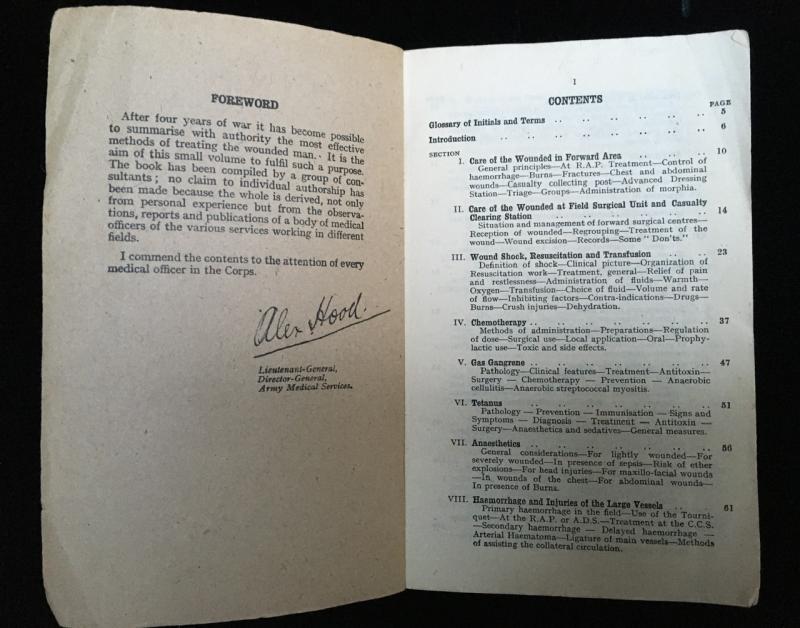 FOREWORD
After four years of war it has become possible
to summarise with authority the most effective
methods of treating the wounded man. It is the
aim of this small volume to fulfil such a purpose.
The book has been compiled by a group of con-
sultants; no claim to individual authorship has
been made because the whole is derived, not only
from personal experience but from the observa-
tions, reports and publications of a body of medical
officers of the various services working in different
fields.
I commend the contents to the attention of every
medical officer in the Corps.
Alex Hood.
Lieutenant-General,
Director-General,
Army Medical Services.
1
CONTENTS
PAGE
Glossary of Initials and Terms .. .. .. .. .. .. 5
Introduction .. .. .. .. .. .. .. 6
SECTION
I. Care of the Wounded in Forward Area .. .. .. 10
General principles—At R.A.P. Treatment—Control of
haemorrhage—Burns—Fractures—Chest and abdominal
wounds—Casualty collecting post—Advanced Dressing
Station—Triage—Groups—Administration of morphia.
II. Care of the Wounded at Field Surgical Unit and Casualty
Clearing Station .. .. .. .. .. .. 14
Situation and management of forward surgical centres—
Reception of wounded—Regrouping—Treatment of the
wound—Wound excision—Records—Some "Don'ts."
III. Wound Shock, Resuscitation and Transfusion .. .. 23
Definition of shock—Clinical picture—Organization of
Resuscitation work—Treatment, general—Relief of pain
and restlessness—Administration of fluids—Warmth—
Oxygen—Transfusion—Choice of fluid—Volume and rate
of flow—Inhibiting factors—Contra-indications—Drugs—
Burns—Crush injuries—Dehydration.
IV. Chemotherapy .. .. .. .. .. .. .. 37
Methods of administration—Preparations—Regulation
of dose—Surgical use—Local application—Oral—Prophy-
lactic use—Toxic and side effects.
V. Gas Gangrene .. .. .. .. .. .. .. 47
Pathology—Clinical features—Treatment—Antitoxin—
Surgery — Chemotherapy — Prevention — Anaerobic
cellulitis—Anaerobic streptococcal myositis.
VI. Tetanus .. .. .. .. .. .. .. 51
Pathology — Prevention — Immunisation — Signs and
Symptoms — Diagnosis — Treatment — Antitoxin —
Surgery—Anaesthetics and sedatives—General measures.
VII. Anaesthetics .. .. .. .. .. .. .. 56
General considerations—For lightly wounded—For
severely wounded—In presence of sepsis—Risk of ether
explosions—For head injuries—For maxillo-facial wounds
—In wounds of the chest—For abdominal wounds—
In presence of Burns.
VIII. Haemorrhage and Injuries of the Large Vessels .. 61
Primary haemorrhage in the field—Use of the Tourni-
quet—At the R.A.P. or A.D.S.—Treatment at the C.C.S.
—Secondary haemorrhage — Delayed haemorrhage —
Arterial Haematoma—Ligature of main vessels—Methods
of assisting the collateral circulation.